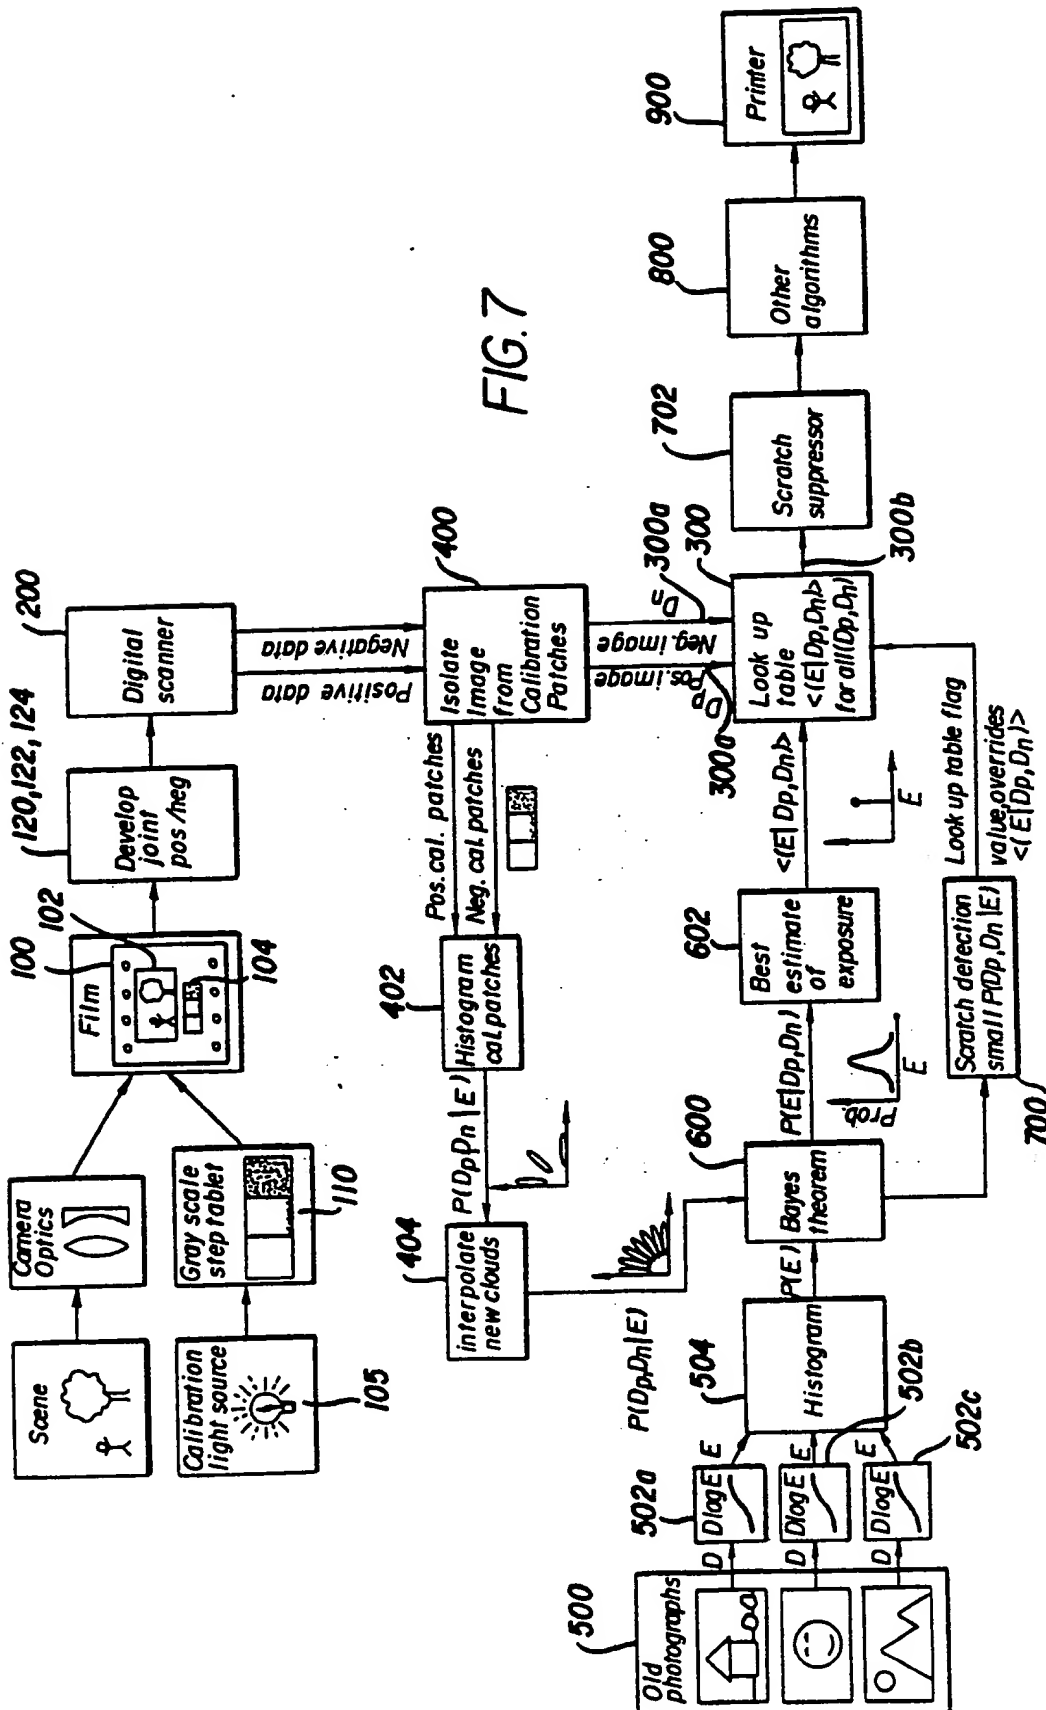 FIG. 7
Scene
Camera
Optics
Calibration
light source
105
Gray scale
step tablet
110
Film
100
102
104
Develop
joint
pos/neg
120,122,124
Digital
scanner
200
Positive data
Negative data
Isolate
Image
from
Calibration
Patches
400
Pos. cal. patches
Neg. cal. patches
Histogram
cal. patches
402
P(Dp,Dn|E)
interpolate
new clouds
404
P(Dp,Dn|E)
Pos. image
Dp
300a
Neg. image
Dn
300a
Old
photographs
500
D
DlogE
E
502a
D
DlogE
E
502b
D
DlogE
E
502c
Histogram
504
P(E)
Bayes
theorem
600
P(E|Dp,Dn)
Prob.
E
Best
estimate
of
exposure
602
<(E|Dp,Dn)>
E
Look up
table
<(E|Dp,Dn)>
for all(Dp,Dn)
300
300b
Scratch detection
small P(Dp,Dn|E)
700
Look up table flag
value,overrides
<(E|Dp,Dn)>
Scratch
suppressor
702
Other
algorithms
800
Printer
900